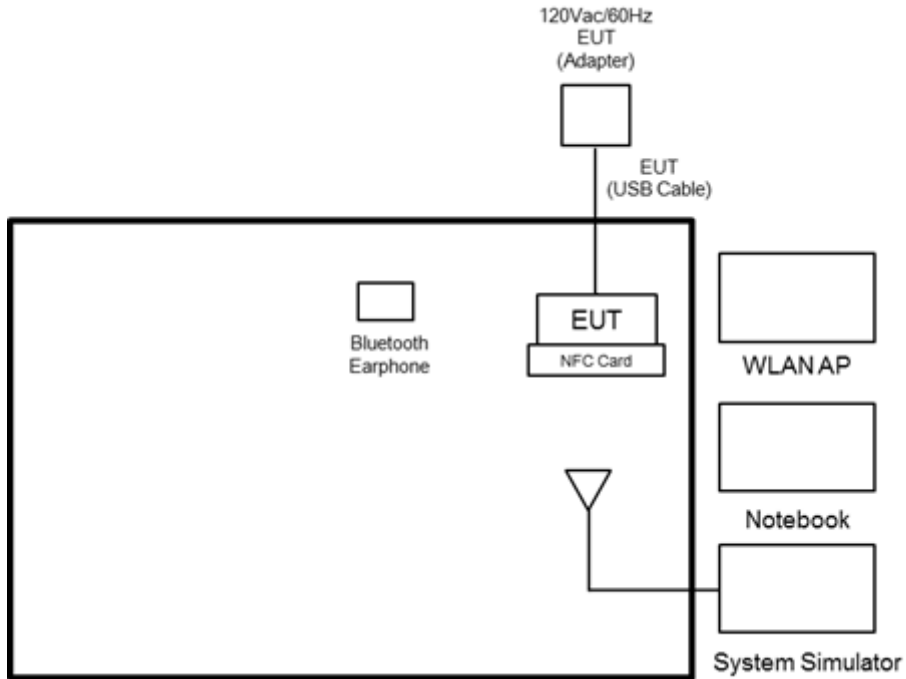 120Vac/60Hz
EUT
(Adapter)
EUT
(USB Cable)
EUT
NFC Card
Bluetooth
Earphone
WLAN AP
Notebook
System Simulator